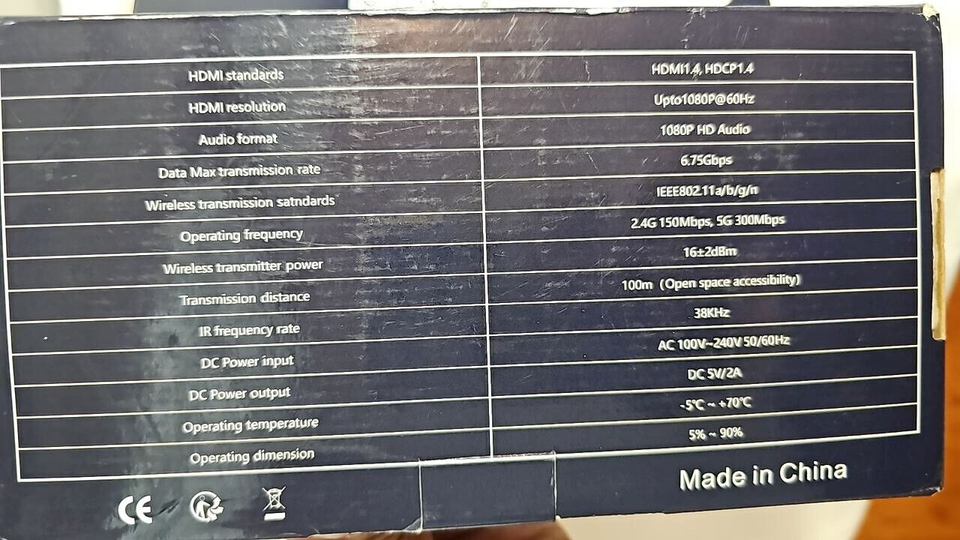 HDMI standards HDMI1.4, HDCP1.4
HDMI resolution Upto1080P@60Hz
Audio format 1080P HD Audio
Data Max transmission rate 6.75Gbps
Wireless transmission satndards IEEE802.11a/b/g/n
Operating frequency 2.4G 150Mbps, 5G 300Mbps
Wireless transmitter power 16±2dBm
Transmission distance 100m (Open space accessibility)
IR frequency rate 38KHz
DC Power input AC 100V~240V 50/60Hz
DC Power output DC 5V/2A
Operating temperature -5℃ ~ +70℃
Operating dimension 5% ~ 90%
Made in China
CE